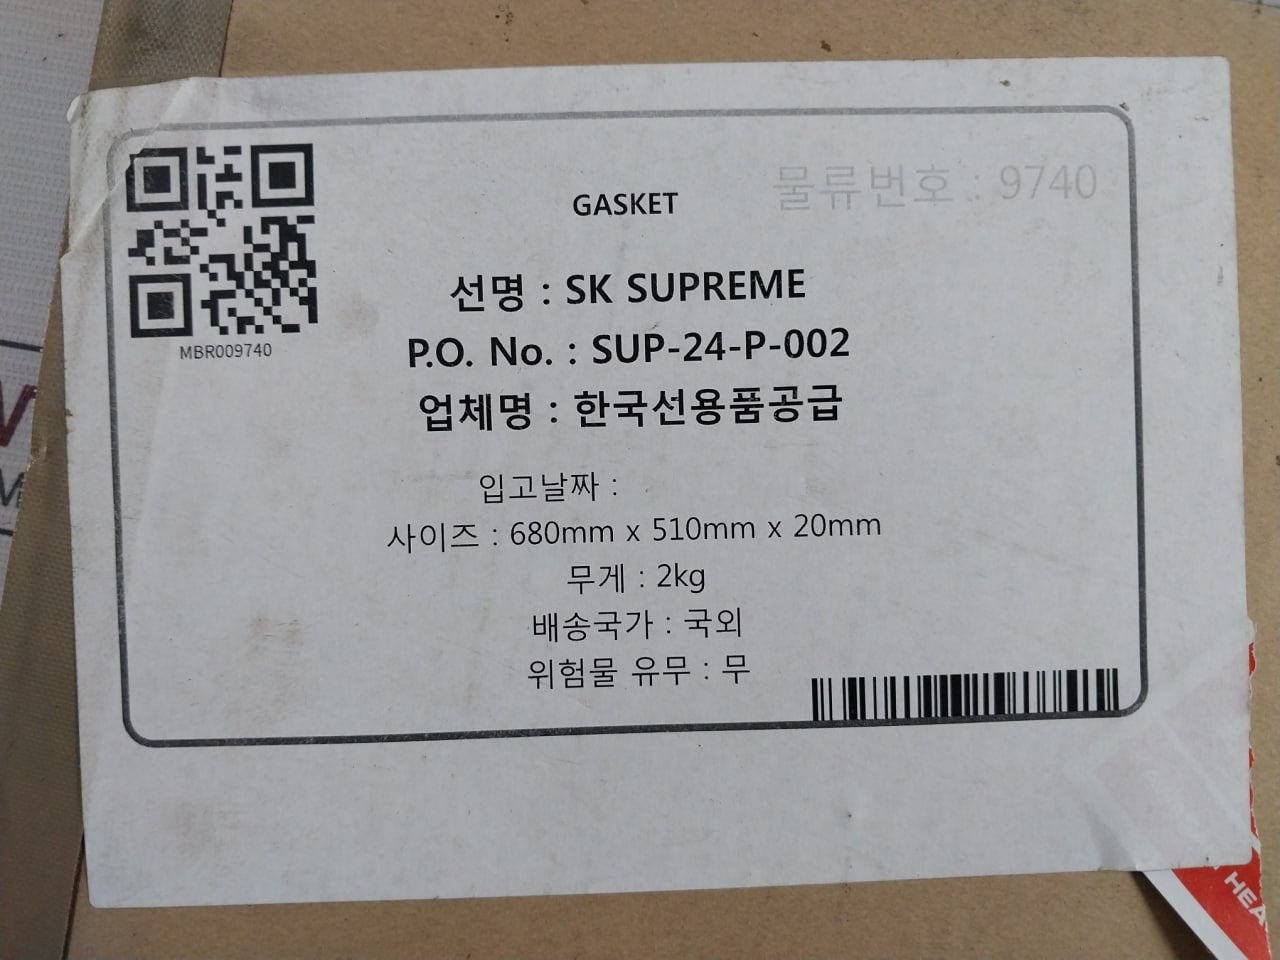 GASKET
물류번호 : 9740
MBR009740
선명 : SK SUPREME
P.O. No. : SUP-24-P-002
업체명 : 한국선용품공급
입고날짜 :
사이즈 : 680mm x 510mm x 20mm
무게 : 2kg
배송국가 : 국외
위험물 유무 : 무